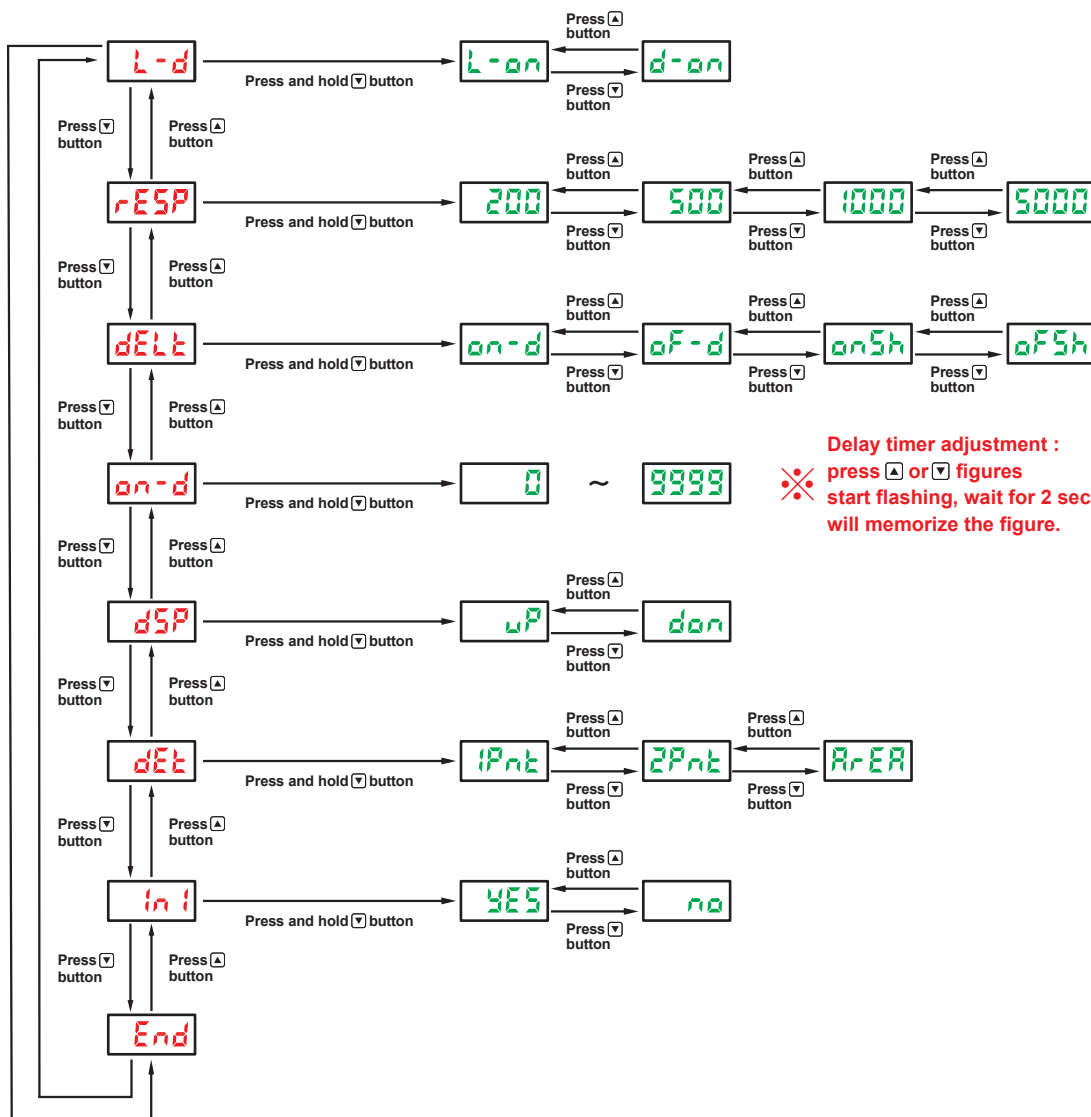 Press ▲
button
L-d
L-on
d-on
Press and hold ▼ button
Press ▼
button
Press ▼
button
Press ▲
button
Press ▲
button
Press ▲
button
Press ▲
button
rESP
200
500
1000
5000
Press and hold ▼ button
Press ▼
button
Press ▼
button
Press ▼
button
Press ▼
button
Press ▲
button
Press ▲
button
Press ▲
button
Press ▲
button
dELt
on-d
oF-d
onSh
oFSh
Press and hold ▼ button
Press ▼
button
Press ▼
button
Press ▼
button
Press ▼
button
Press ▲
button
Delay timer adjustment :
press ▲ or ▼ figures
start flashing, wait for 2 sec
will memorize the figure.
on-d
0 ~ 9999
※
Press and hold ▼ button
Press ▼
button
Press ▲
button
Press ▲
button
dSP
uP
don
Press and hold ▼ button
Press ▼
button
Press ▼
button
Press ▲
button
Press ▲
button
Press ▲
button
dEt
1Pnt
2Pnt
ArEA
Press and hold ▼ button
Press ▼
button
Press ▼
button
Press ▼
button
Press ▲
button
Press ▲
button
In I
YES
no
Press and hold ▼ button
Press ▼
button
Press ▼
button
Press ▲
button
End